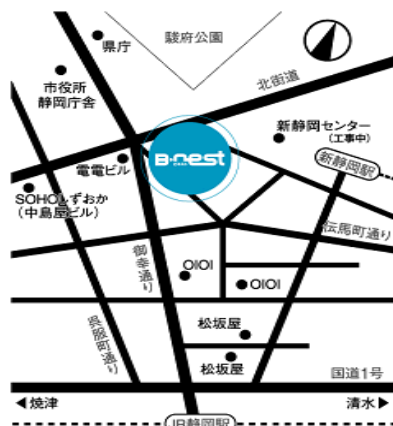 県庁
駿府公園
市役所
静岡庁舎
北街道
B-nest
新静岡センター
(工事中)
電電ビル
新静岡駅
SOHOしずおか
(中島屋ビル)
御幸通り
伝馬町通り
OIOI
OIOI
呉服町通り
松坂屋
松坂屋
国道1号
◀焼津
清水▶
JR静岡駅